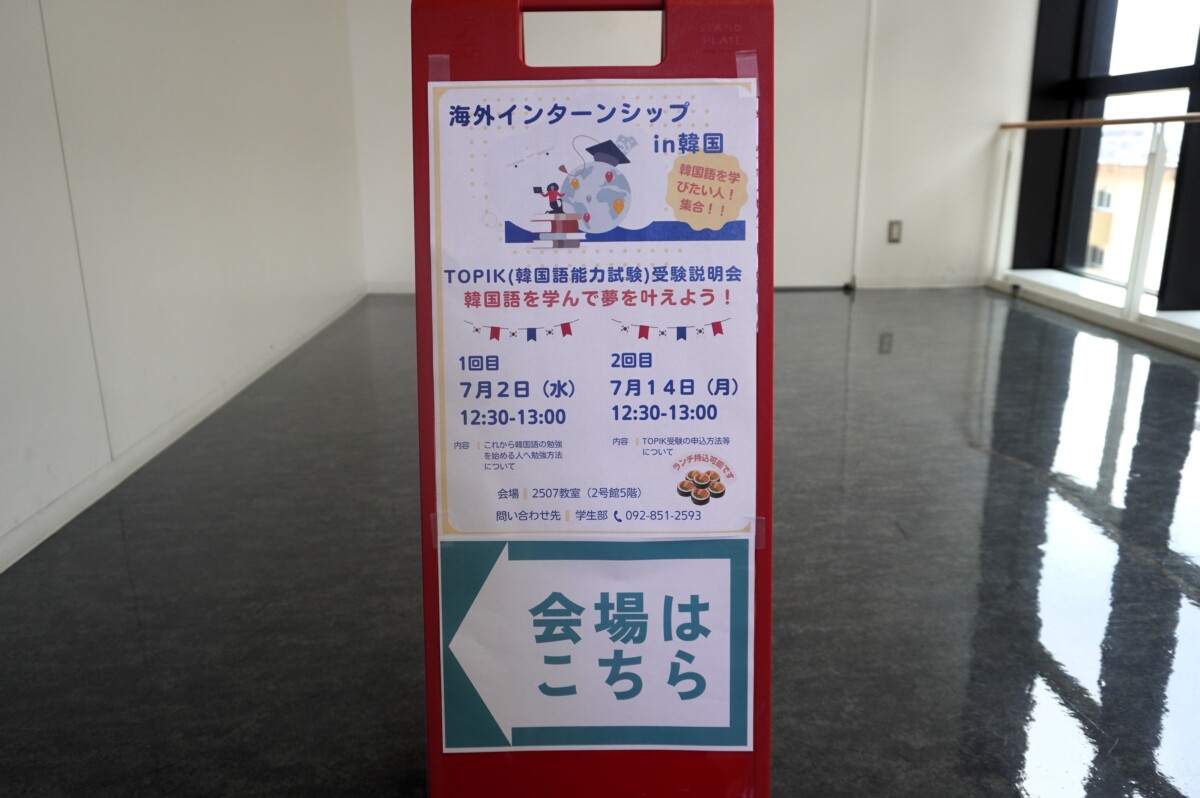 STAND
PLATE
海外インターンシップ
in韓国
韓国語を学
びたい人！
集合！！
TOPIK(韓国語能力試験)受験説明会
韓国語を学んで夢を叶えよう！
1回目
７月２日（水）
12:30-13:00
内容
これから韓国語の勉強
を始める人へ勉強方法
について
2回目
７月１４日（月）
12:30-13:00
内容
TOPIK受験の申込方法等
について
ランチ持込可能です
会場 2507教室（2号館5階）
問い合わせ先 学生部 092-851-2593
会場は
こちら